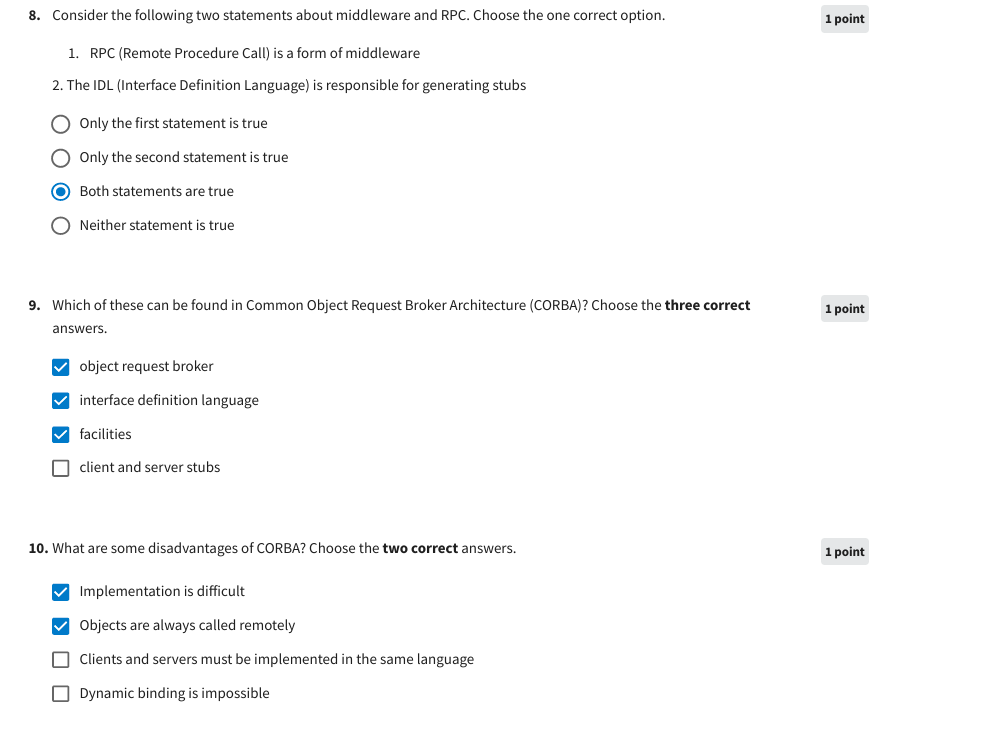 8. Consider the following two statements about middleware and RPC. Choose the one correct option. 1 point
1. RPC (Remote Procedure Call) is a form of middleware
2. The IDL (Interface Definition Language) is responsible for generating stubs
Only the first statement is true
Only the second statement is true
Both statements are true
Neither statement is true
9. Which of these can be found in Common Object Request Broker Architecture (CORBA)? Choose the three correct 1 point
answers.
object request broker
interface definition language
facilities
client and server stubs
10. What are some disadvantages of CORBA? Choose the two correct answers. 1 point
Implementation is difficult
Objects are always called remotely
Clients and servers must be implemented in the same language
Dynamic binding is impossible